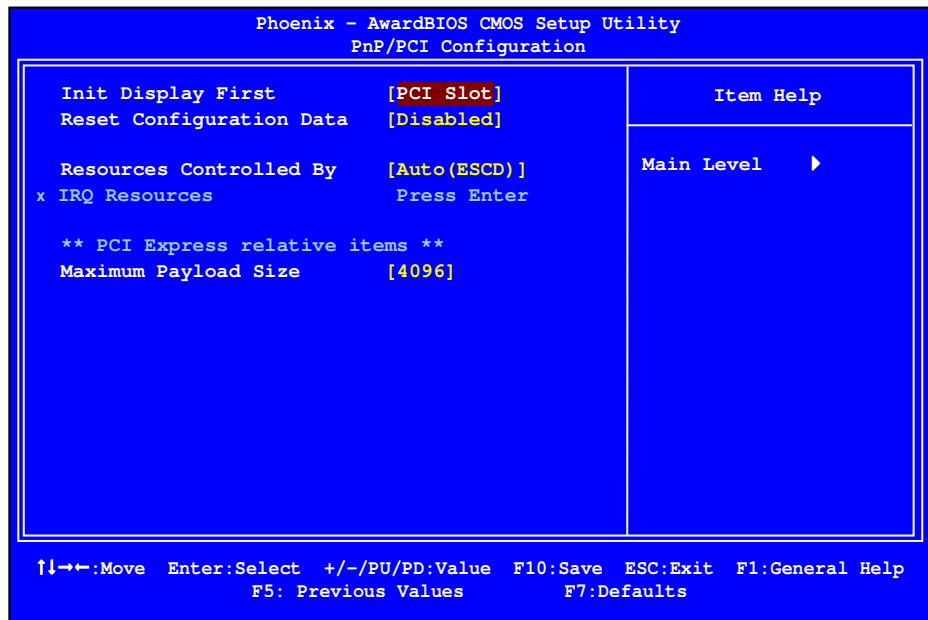 Phoenix – AwardBIOS CMOS Setup Utility
PnP/PCI Configuration
Init Display First [PCI Slot]
Reset Configuration Data [Disabled]
Resources Controlled By [Auto(ESCD)]
x IRQ Resources Press Enter
** PCI Express relative items **
Maximum Payload Size [4096]
Item Help
Main Level
↑↓→←:Move Enter:Select +/-/PU/PD:Value F10:Save ESC:Exit F1:General Help
F5: Previous Values F7:Defaults